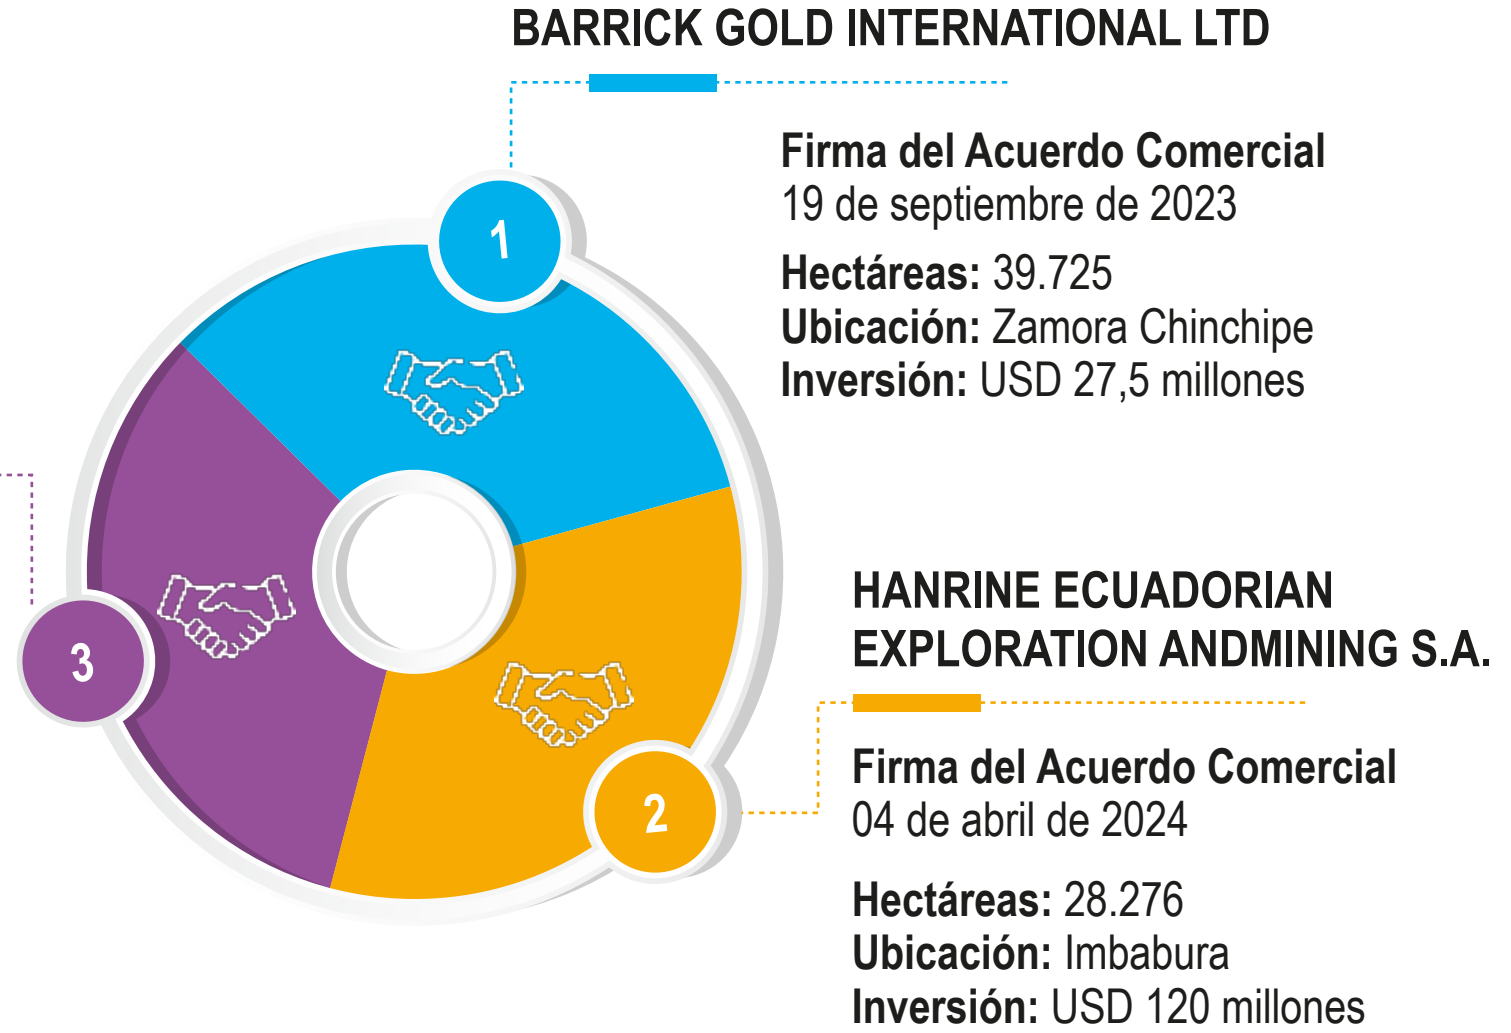 BARRICK GOLD INTERNATIONAL LTD
Firma del Acuerdo Comercial
19 de septiembre de 2023
Hectáreas: 39.725
Ubicación: Zamora Chinchipe
Inversión: USD 27,5 millones
1
HANRINE ECUADORIAN
EXPLORATION ANDMINING S.A.
Firma del Acuerdo Comercial
04 de abril de 2024
Hectáreas: 28.276
Ubicación: Imbabura
Inversión: USD 120 millones
2
3